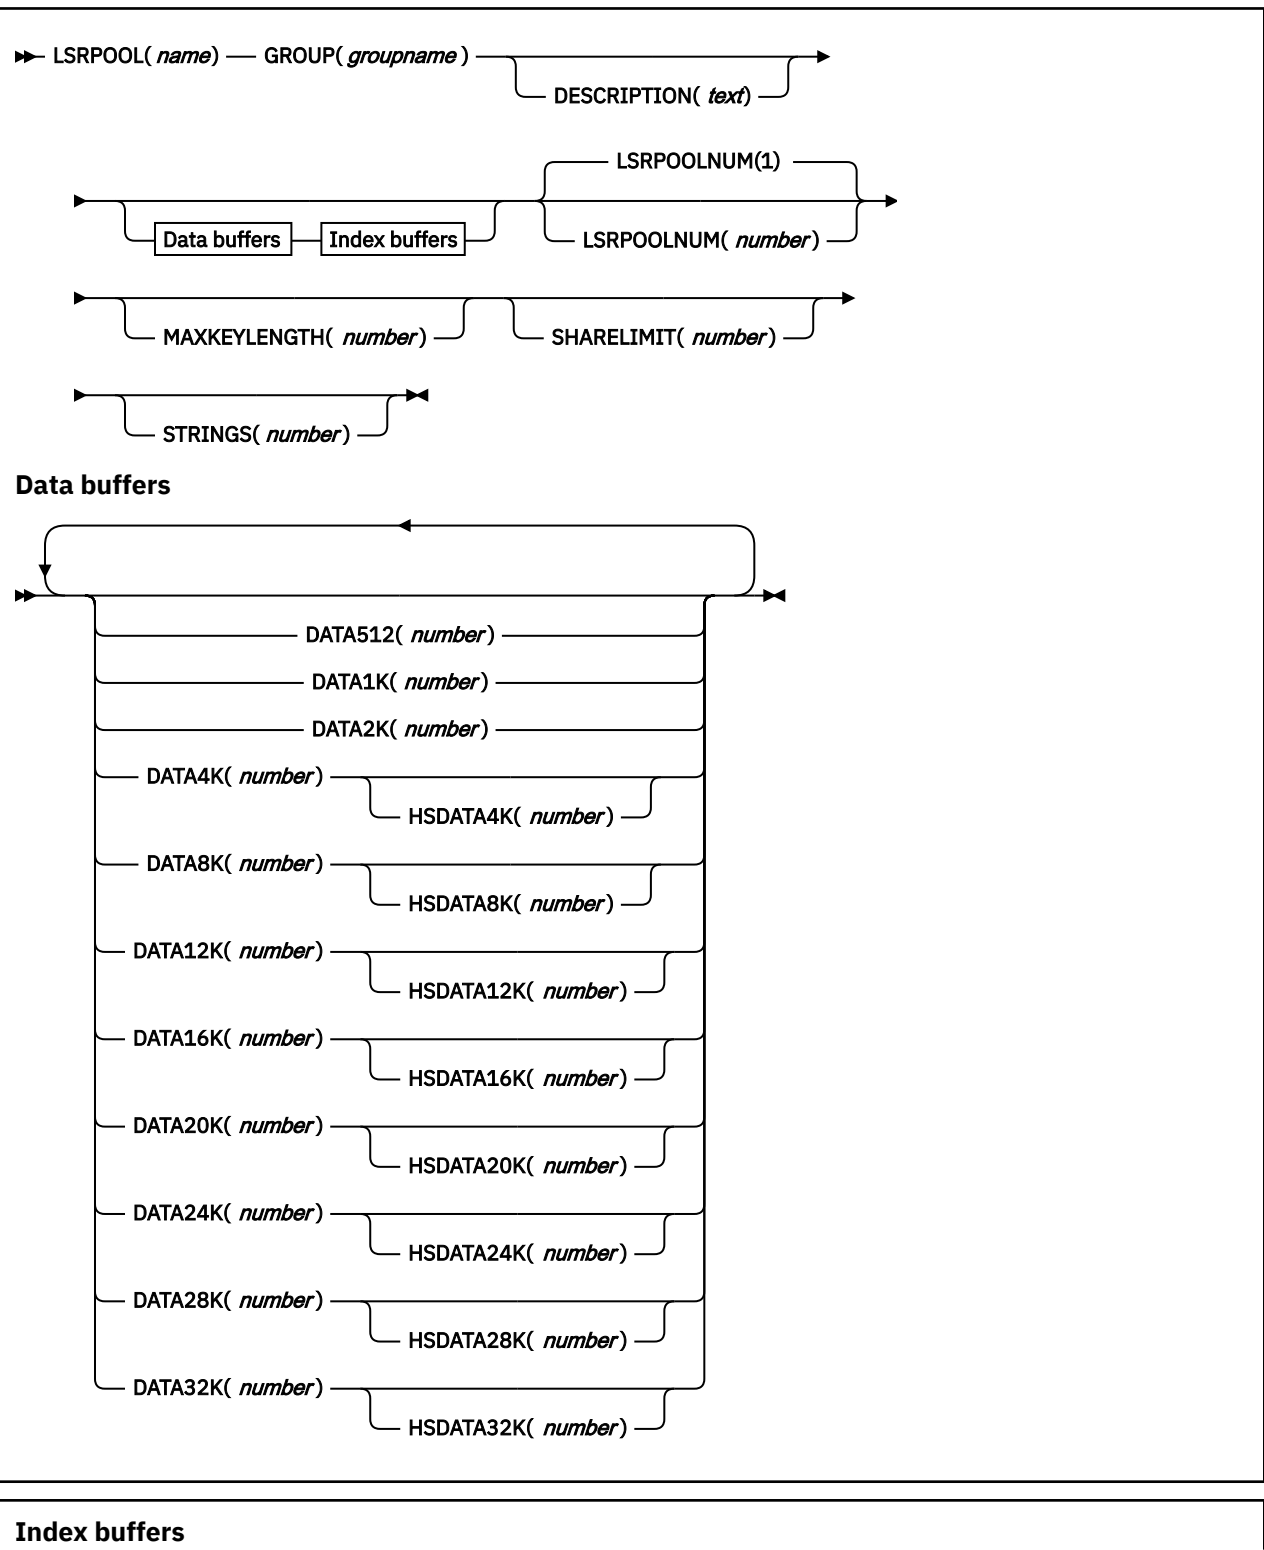 LSRPOOL( name) GROUP( groupname )
DESCRIPTION( text)
LSRPOOLNUM(1)
Data buffers Index buffers LSRPOOLNUM( number)
MAXKEYLENGTH( number) SHARELIMIT( number)
STRINGS( number)
Data buffers
DATA512( number)
DATA1K( number)
DATA2K( number)
DATA4K( number)
HSDATA4K( number)
DATA8K( number)
HSDATA8K( number)
DATA12K( number)
HSDATA12K( number)
DATA16K( number)
HSDATA16K( number)
DATA20K( number)
HSDATA20K( number)
DATA24K( number)
HSDATA24K( number)
DATA28K( number)
HSDATA28K( number)
DATA32K( number)
HSDATA32K( number)
Index buffers